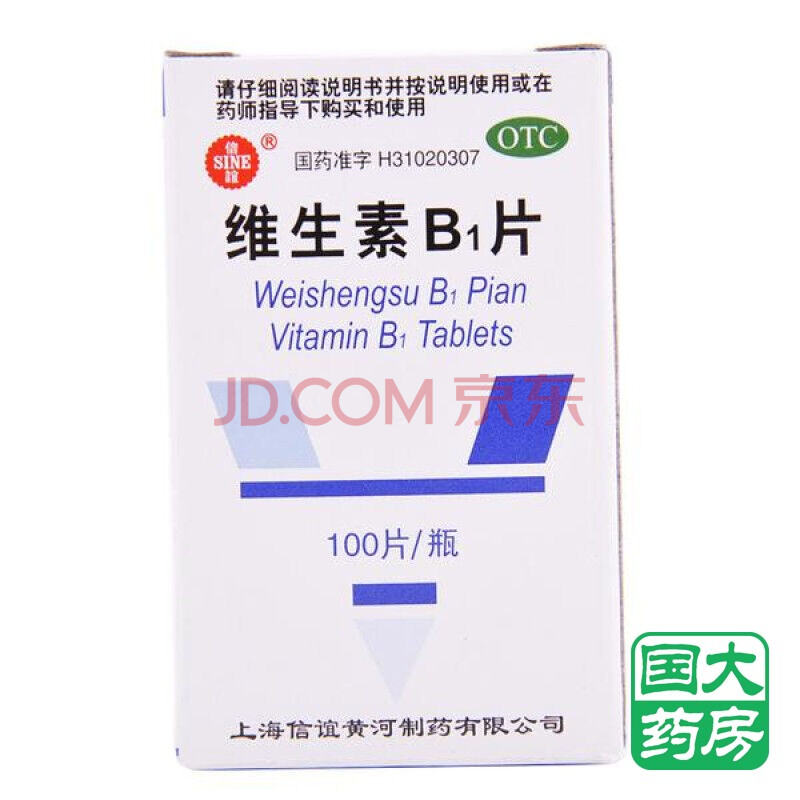 请仔细阅读说明书并按说明使用或在
药师指导下购买和使用
信
SINE
誼
®
国药准字 H31020307
OTC
维生素B1片
Weishengsu B1 Pian
Vitamin B1 Tablets
JD.COM 京东
100片/瓶
上海信谊黄河制药有限公司
国大
药房